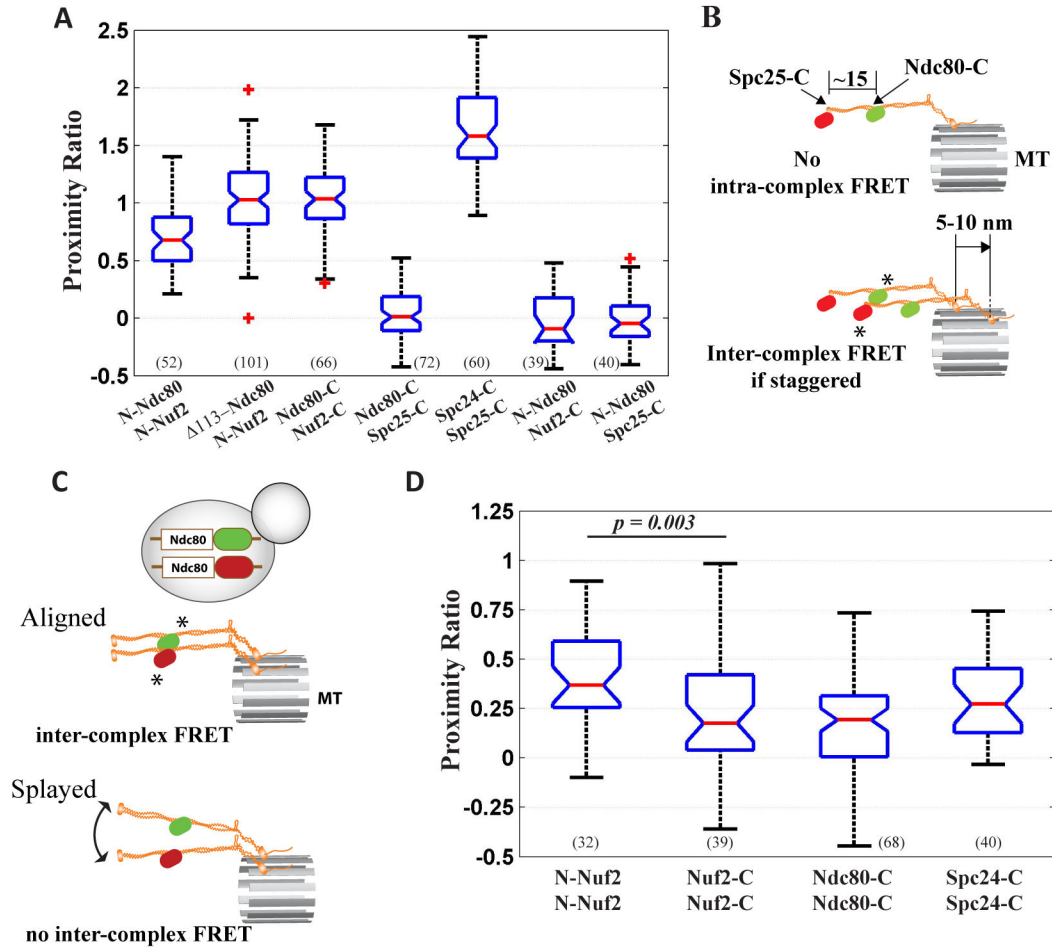 A
Proximity Ratio
2.5
2
1.5
1
0.5
0
-0.5
(52)
(101)
(66)
(72)
(60)
(39)
(40)
N-Ndc80
N-Nuf2
Δ113–Ndc80
N-Nuf2
Ndc80-C
Nuf2-C
Ndc80-C
Spc25-C
Spc24-C
Spc25-C
N-Ndc80
Nuf2-C
N-Ndc80
Spc25-C
B
Spc25-C
~15
Ndc80-C
No
intra-complex FRET
MT
5-10 nm
*
*
Inter-complex FRET
if staggered
C
Ndc80
Ndc80
Aligned
*
*
MT
inter-complex FRET
Splayed
no inter-complex FRET
D
Proximity Ratio
1.25
1
0.75
0.5
0.25
0
-0.25
-0.5
p = 0.003
(32)
(39)
(68)
(40)
N-Nuf2
N-Nuf2
Nuf2-C
Nuf2-C
Ndc80-C
Ndc80-C
Spc24-C
Spc24-C